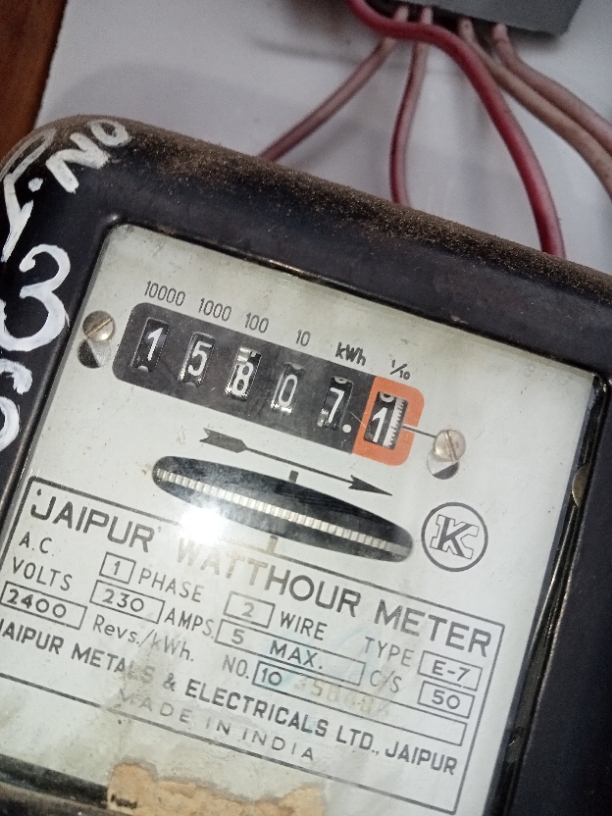 P.NO
3
10000 1000 100 10 kWh 1/10
1 5 8 0 7. 1
K
'JAIPUR' WATTHOUR METER
A.C. 1 PHASE 2 WIRE TYPE E-7
VOLTS 230 AMPS. 5 MAX. C/S 50
2400 Revs./kWh. NO. 10
JAIPUR METALS & ELECTRICALS LTD., JAIPUR
MADE IN INDIA